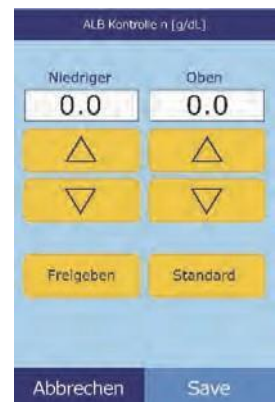 ALB Kontrolle n [g/dL]
Niedriger Oben
0.0 0.0
Freigeben Standard
Abbrechen Save